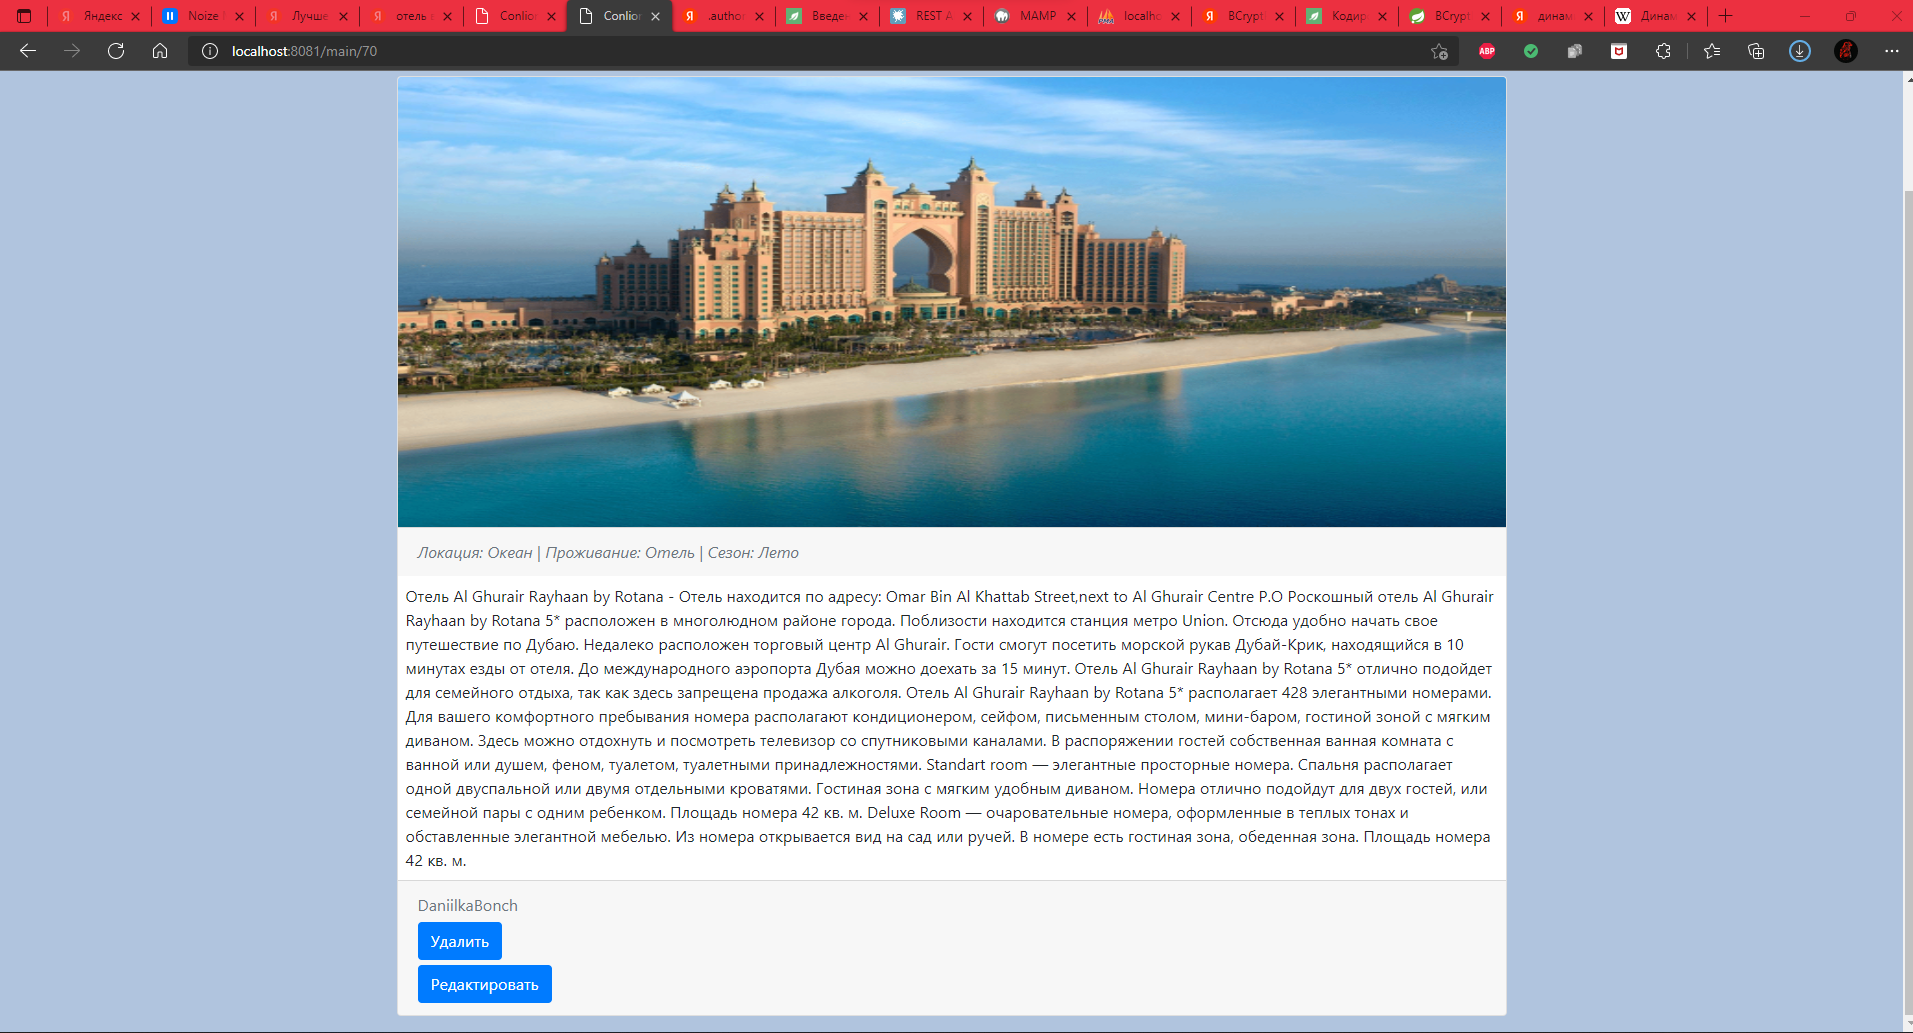 Яндекс
Noize
Лучше
отель
Conlior
Conlior
.author
Введен
REST A
MAMP
localho
BCrypt
Кодир
BCrypt
динам
Динам
localhost:8081/main/70
ABP
Локация: Океан | Проживание: Отель | Сезон: Лето
Отель Al Ghurair Rayhaan by Rotana - Отель находится по адресу: Omar Bin Al Khattab Street,next to Al Ghurair Centre P.O Роскошный отель Al Ghurair
Rayhaan by Rotana 5* расположен в многолюдном районе города. Поблизости находится станция метро Union. Отсюда удобно начать свое
путешествие по Дубаю. Недалеко расположен торговый центр Al Ghurair. Гости смогут посетить морской рукав Дубай-Крик, находящийся в 10
минутах езды от отеля. До международного аэропорта Дубая можно доехать за 15 минут. Отель Al Ghurair Rayhaan by Rotana 5* отлично подойдет
для семейного отдыха, так как здесь запрещена продажа алкоголя. Отель Al Ghurair Rayhaan by Rotana 5* располагает 428 элегантными номерами.
Для вашего комфортного пребывания номера располагают кондиционером, сейфом, письменным столом, мини-баром, гостиной зоной с мягким
диваном. Здесь можно отдохнуть и посмотреть телевизор со спутниковыми каналами. В распоряжении гостей собственная ванная комната с
ванной или душем, феном, туалетом, туалетными принадлежностями. Standart room — элегантные просторные номера. Спальня располагает
одной двуспальной или двумя отдельными кроватями. Гостиная зона с мягким удобным диваном. Номера отлично подойдут для двух гостей, или
семейной пары с одним ребенком. Площадь номера 42 кв. м. Deluxe Room — очаровательные номера, оформленные в теплых тонах и
обставленные элегантной мебелью. Из номера открывается вид на сад или ручей. В номере есть гостиная зона, обеденная зона. Площадь номера
42 кв. м.
DaniilkaBonch
Удалить
Редактировать